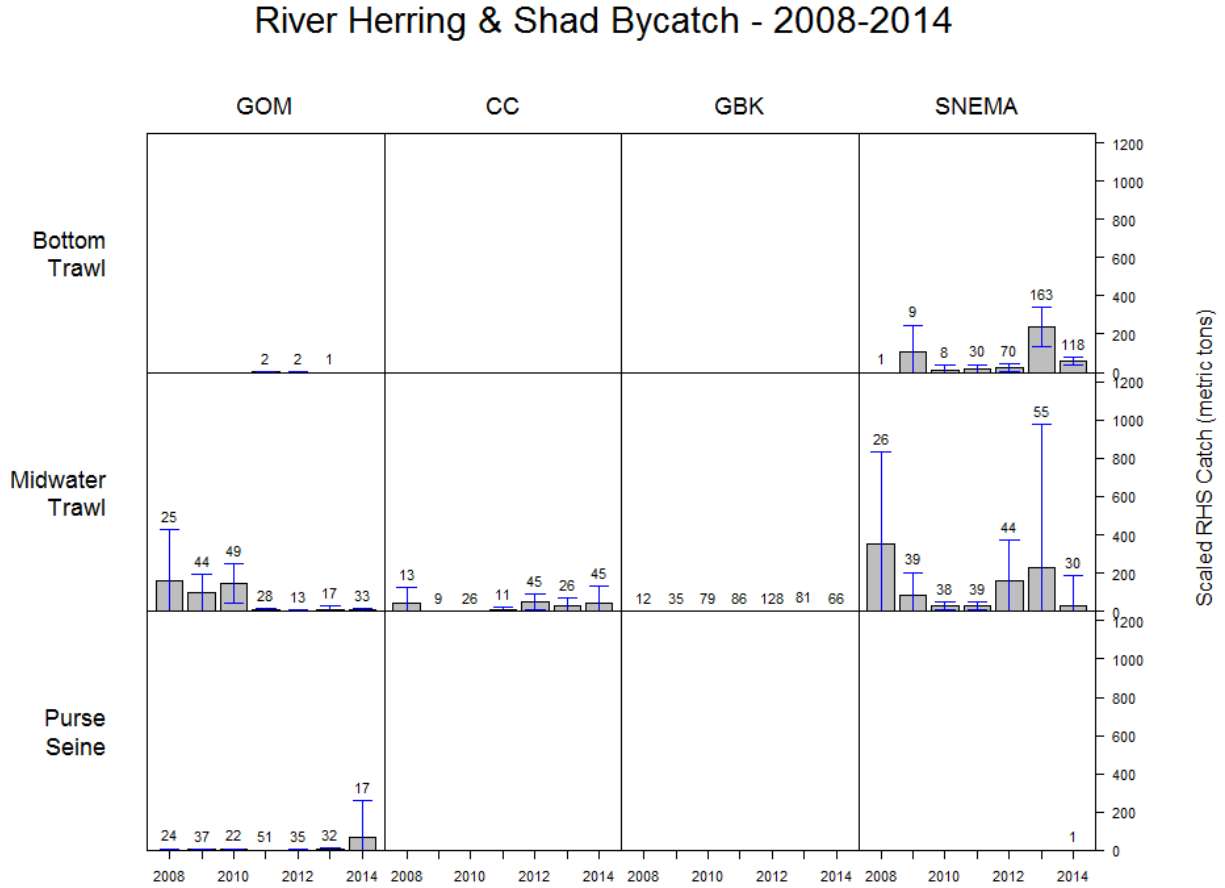 River Herring & Shad Bycatch - 2008-2014
GOM CC GBK SNEMA
Bottom
Trawl
2 2 1
1 9 8 30 70 163 118
1200
1000
800
600
400
200
0
Midwater
Trawl
25 44 49 28 13 17 33
13 9 26 11 45 26 45
12 35 79 86 128 81 66
26 39 38 39 44 55 30
1200
1000
800
600
400
200
0
Purse
Seine
24 37 22 51 35 32 17
1
1200
1000
800
600
400
200
0
2008 2010 2012 2014 2008 2010 2012 2014 2008 2010 2012 2014 2008 2010 2012 2014
Scaled RHS Catch (metric tons)